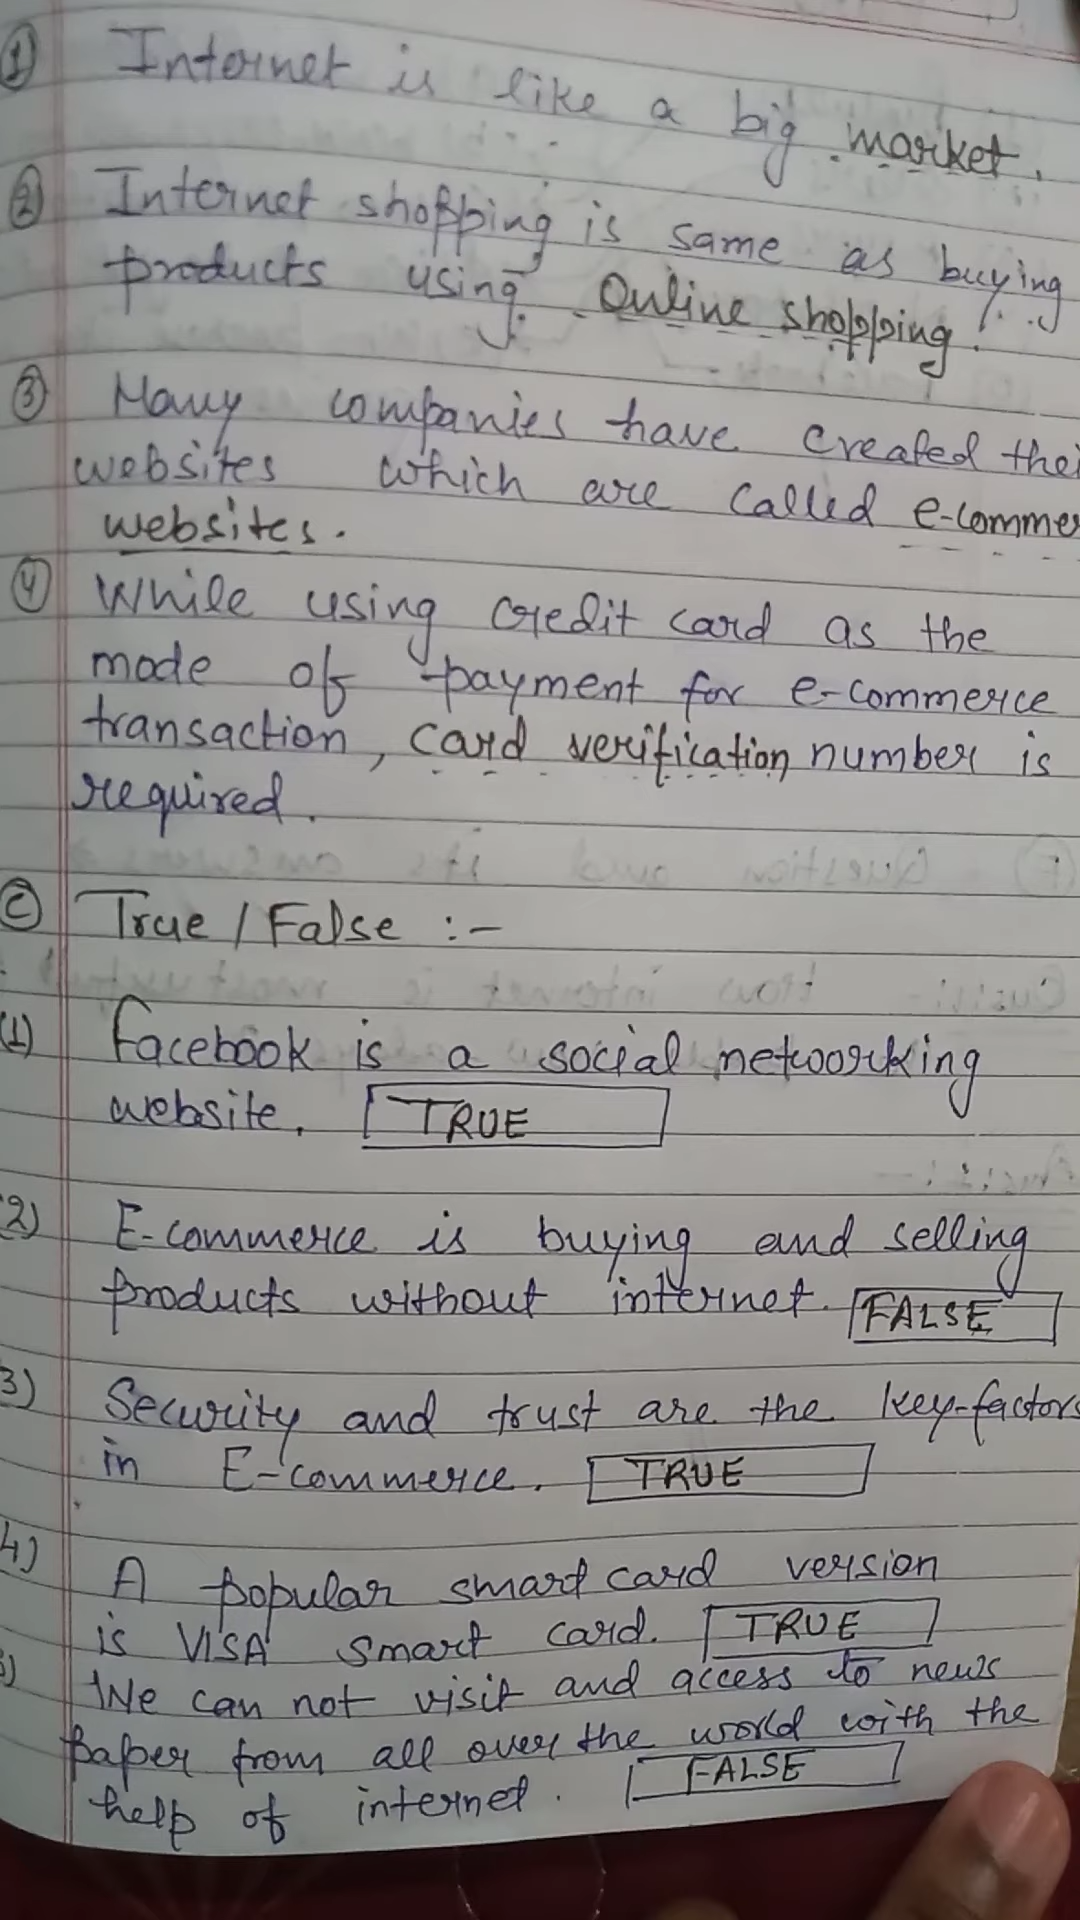 ① Internet is like a big market.
② Internet shopping is same as buying
products using Online shopping.
③ Many companies have created thei
websites which are called e-commer
websites.
④ While using credit card as the
mode of payment for e-commerce
transaction, card verification number is
required.
Ⓒ True / False :-
(1) Facebook is a social networking
website. TRUE
2) E-commerce is buying and selling
products without internet. FALSE
3) Security and trust are the key-factors
in E-commerce. TRUE
4) A popular smart card version
is VISA smart card. TRUE
We can not visit and access to news
paper from all over the world with the
help of internet. FALSE